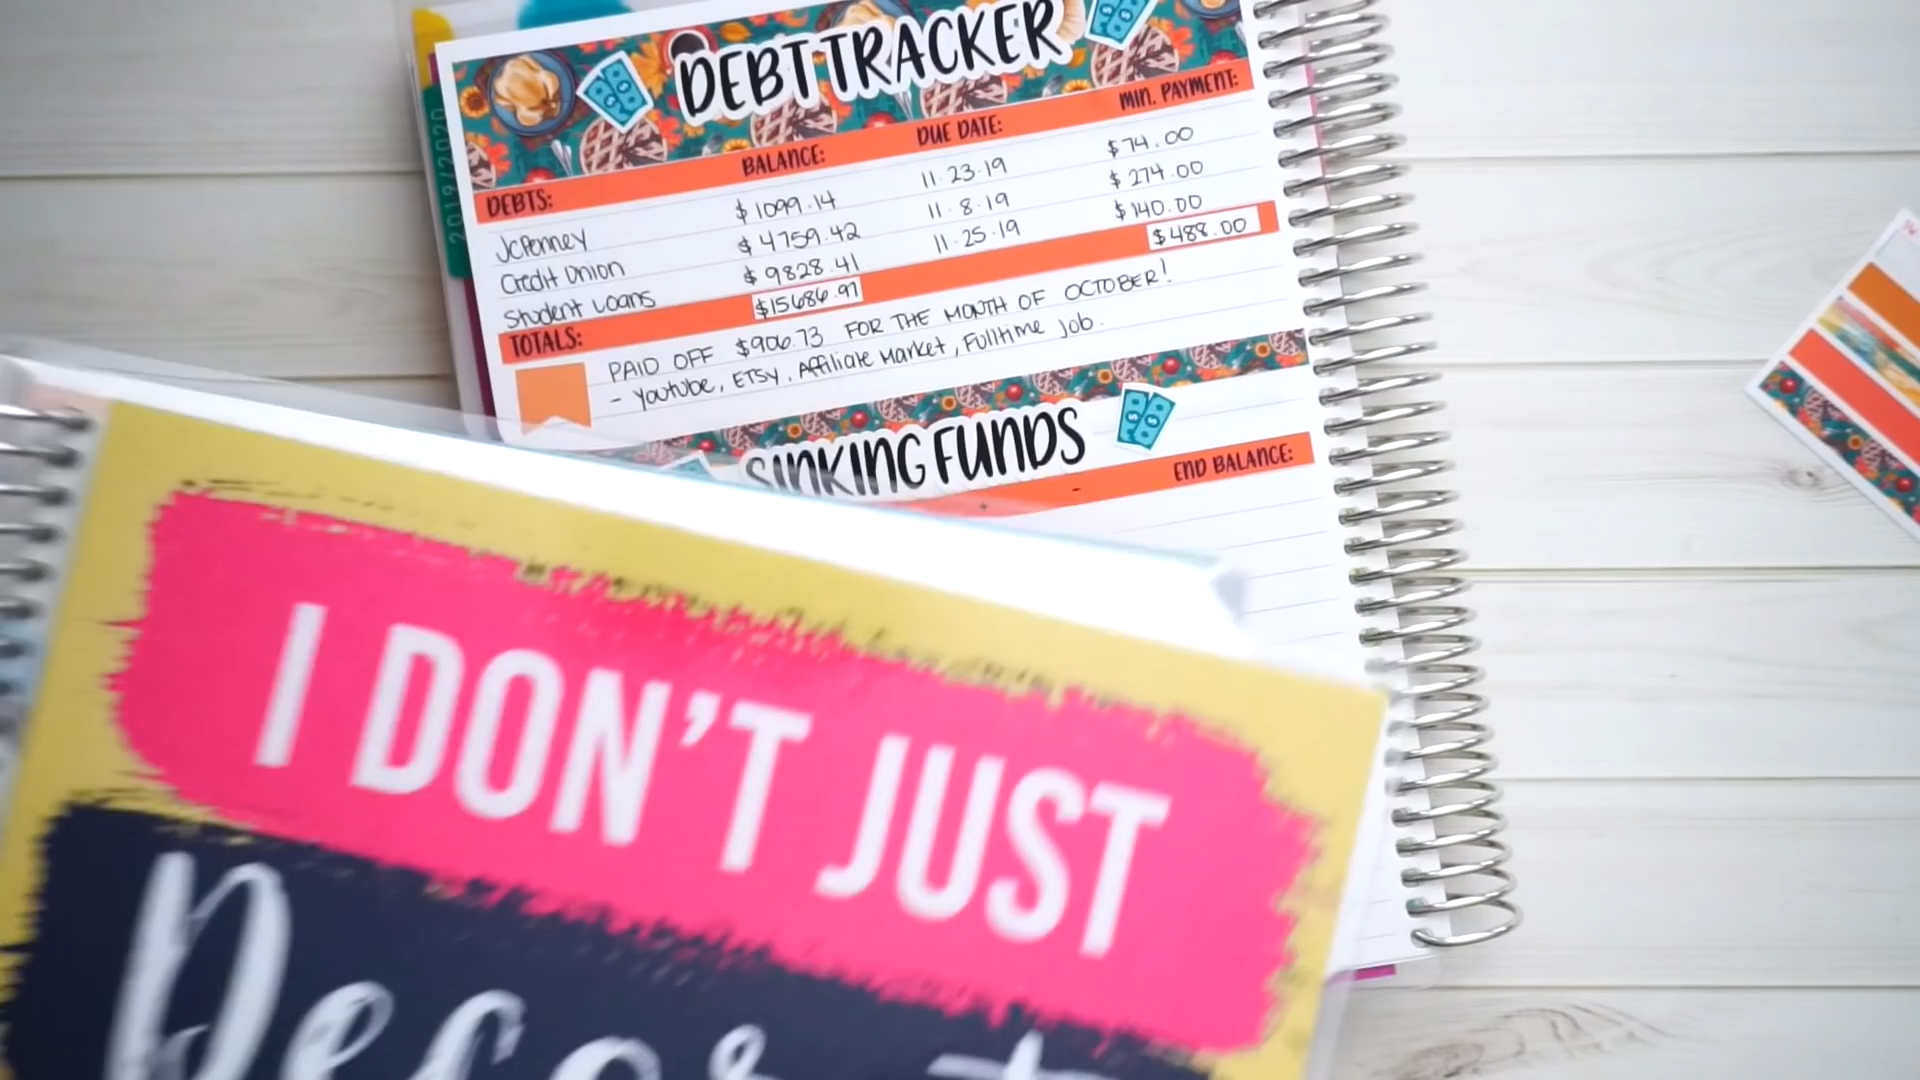 DEBT TRACKER
DEBTS: BALANCE: DUE DATE: MIN. PAYMENT:
JCPenney $1099.14 11.23.19 $74.00
Credit Union $4759.42 11.8.19 $274.00
Student Loans $9828.41 11.25.19 $140.00
TOTALS: $15686.97 $488.00
PAID OFF $906.73 FOR THE MONTH OF OCTOBER!
- Youtube, ETSY, Affiliate Market, Fulltime Job.
SINKING FUNDS
+ - END BALANCE:
2019/2020
I DON'T JUST